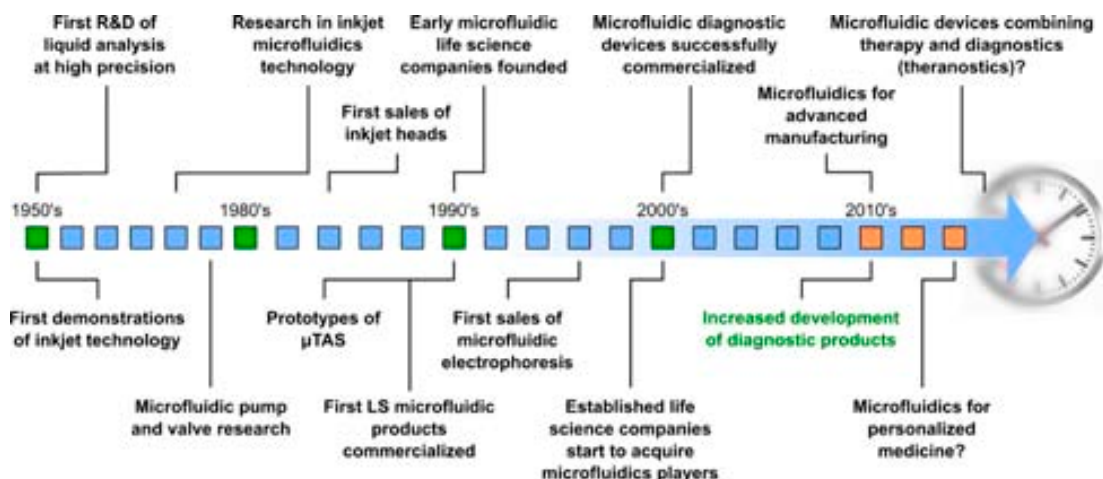 First R&D of
liquid analysis
at high precision
Research in inkjet
microfluidics
technology
Early microfluidic
life science
companies founded
Microfluidic diagnostic
devices successfully
commercialized
Microfluidic devices combining
therapy and diagnostics
(theranostics)?
First sales of
inkjet heads
Microfluidics for
advanced
manufacturing
1950's
1980's
1990's
2000's
2010's
First demonstrations
of inkjet technology
Prototypes of
µTAS
First sales of
microfluidic
electrophoresis
Increased development
of diagnostic products
Microfluidic pump
and valve research
First LS microfluidic
products
commercialized
Established life
science companies
start to acquire
microfluidics players
Microfluidics for
personalized
medicine?